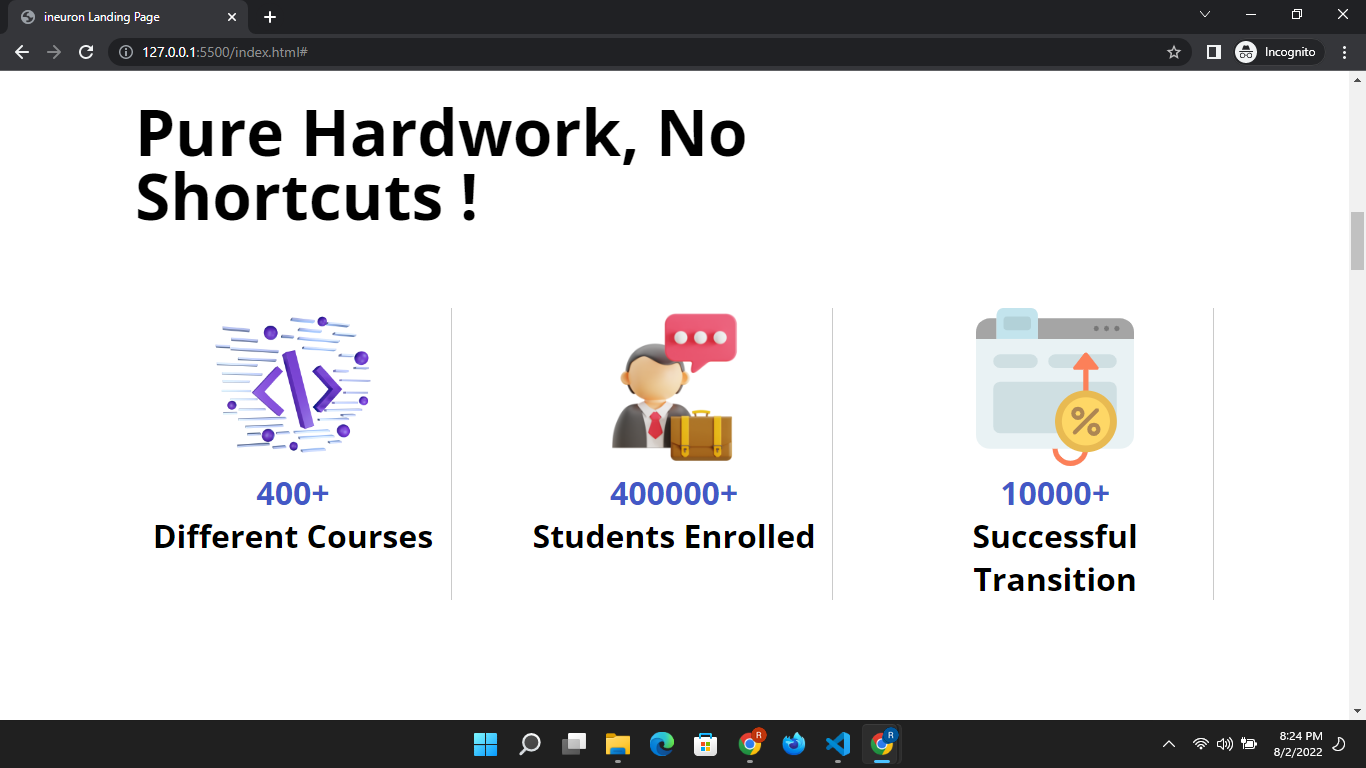 ineuron Landing Page
127.0.0.1:5500/index.html#
Incognito
Pure Hardwork, No
Shortcuts !
400+
Different Courses
400000+
Students Enrolled
10000+
Successful
Transition
R
R
8:24 PM
8/2/2022